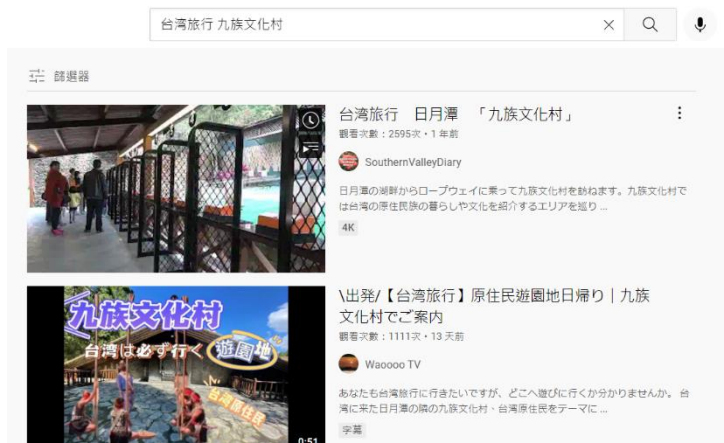 台湾旅行 九族文化村
篩選器
台湾旅行　日月潭　「九族文化村」
觀看次數：2595次・1 年前
SouthernValleyDiary
日月潭の湖群からロープウェイに乗って九族文化村を訪ねます。九族文化村で
は台湾の原住民族の暮らしや文化を紹介するエリアを巡り ...
4K
九族文化村
台湾は必ず行く 遊園地
台湾原住民
0:51
\出発/【台湾旅行】原住民遊園地日帰り｜九族
文化村でご案内
觀看次數：1111次・13 天前
Waoooo TV
あなたも台湾旅行に行きたいですが、どこへ遊びに行くか分かりませんか。 台
湾に来た日月潭の隣の九族文化村・台湾原住民をテーマに ...
字幕